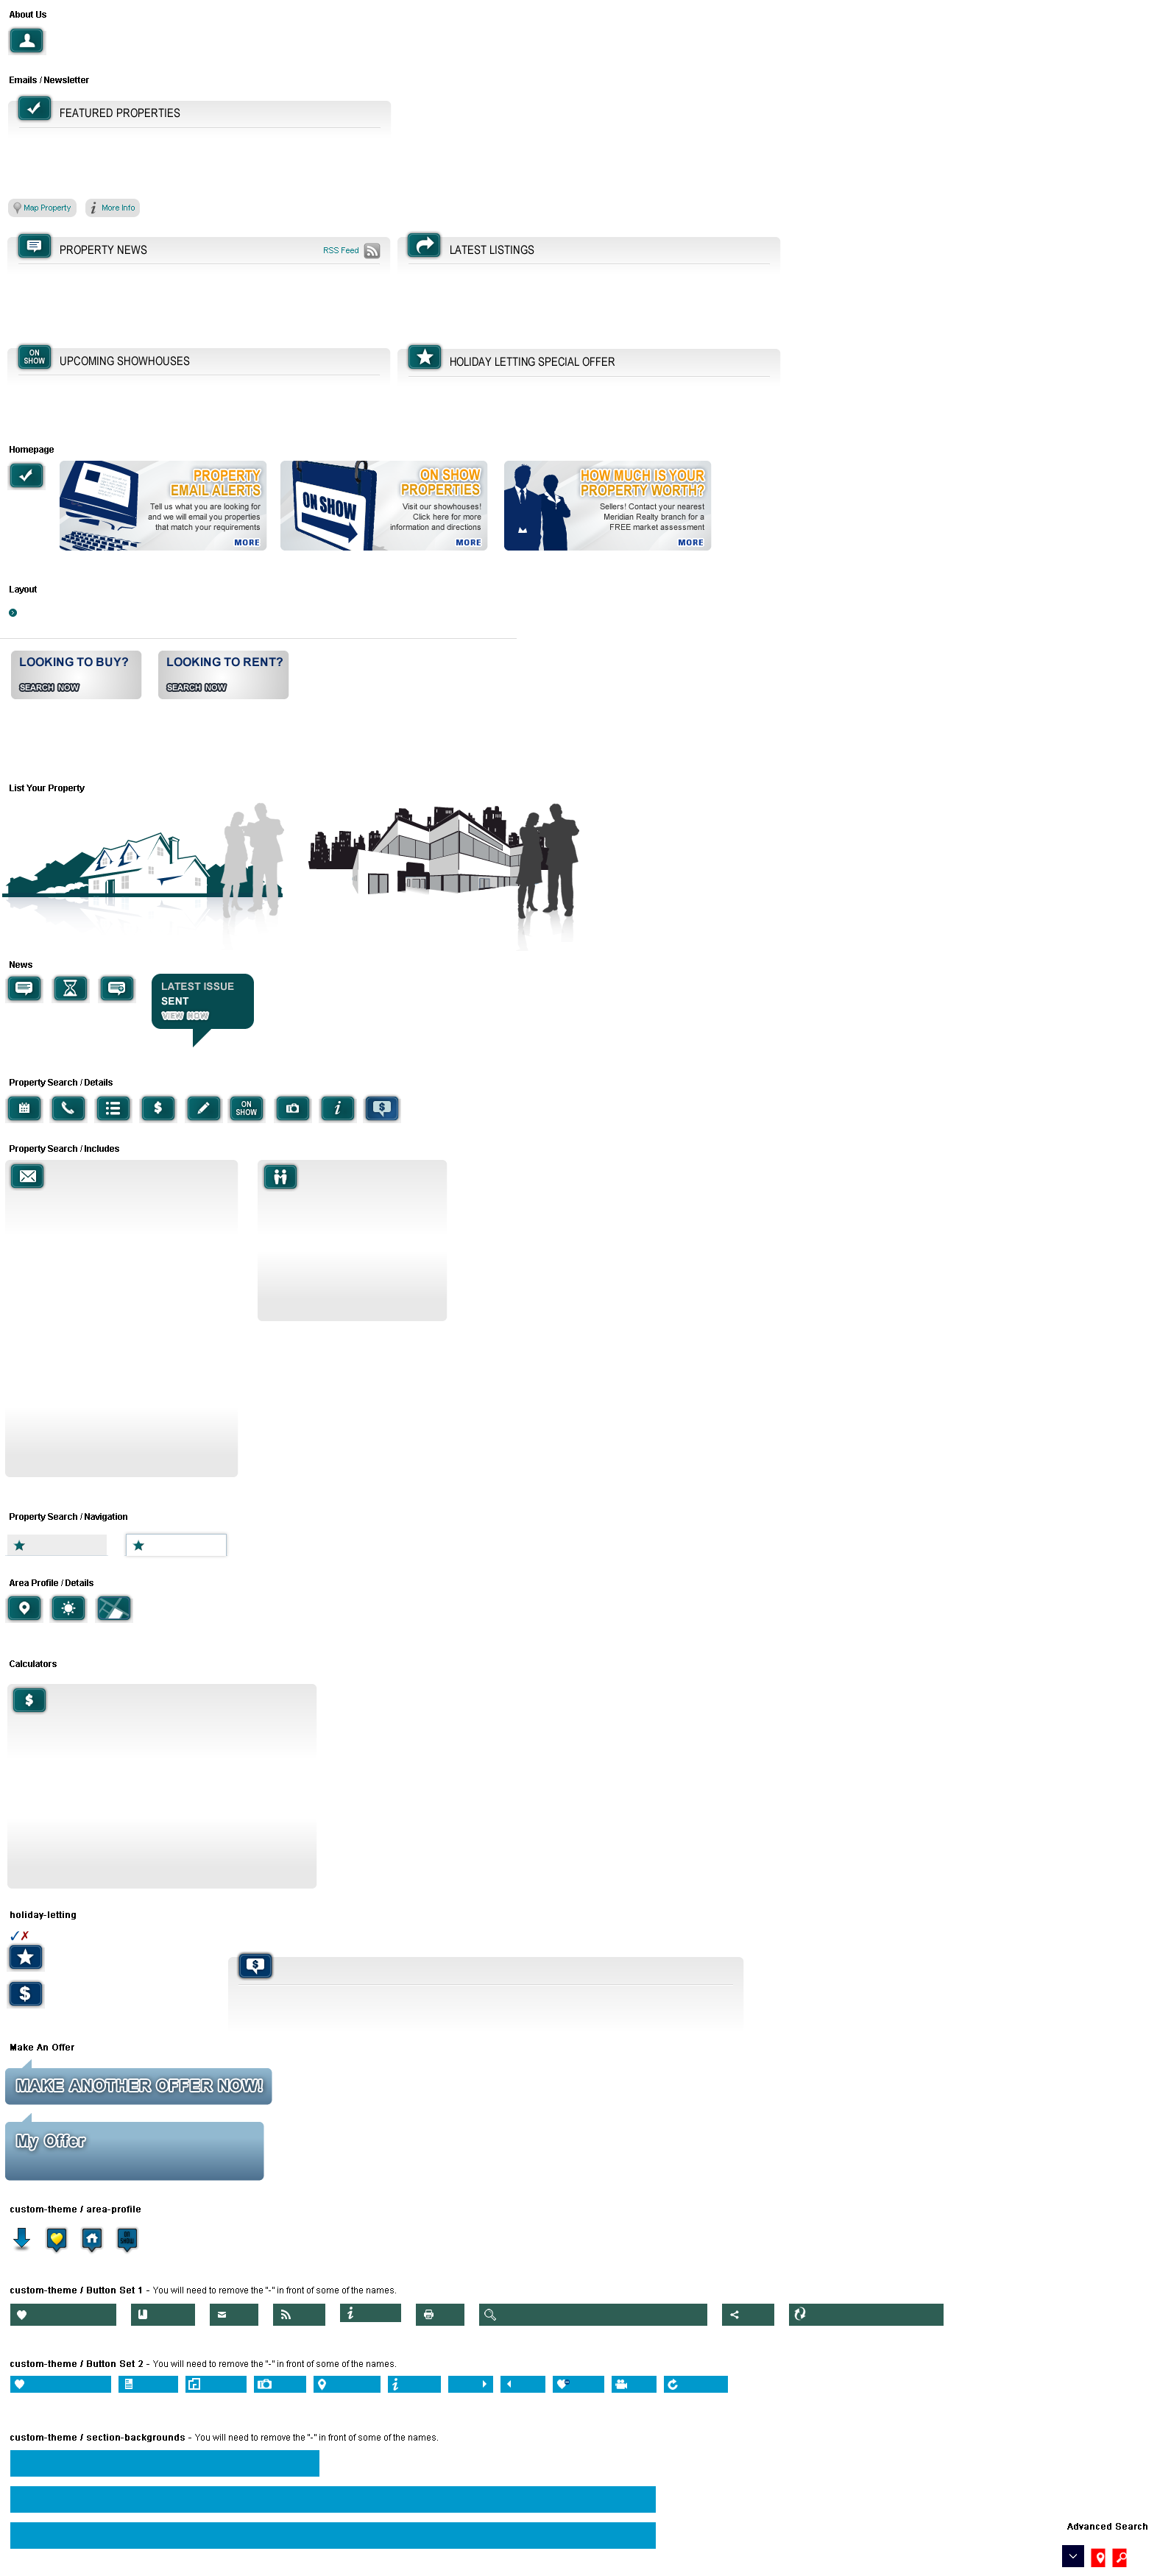 About Us
Emails / Newsletter
FEATURED PROPERTIES
Map Property
More Info
PROPERTY NEWS
RSS Feed
LATEST LISTINGS
ON
SHOW
UPCOMING SHOWHOUSES
HOLIDAY LETTING SPECIAL OFFER
Homepage
PROPERTY
EMAIL ALERTS
Tell us what you are looking for
and we will email you properties
that match your requirements
MORE
ON SHOW
ON SHOW
PROPERTIES
Visit our showhouses!
Click here for more
information and directions
MORE
HOW MUCH IS YOUR
PROPERTY WORTH?
Sellers! Contact your nearest
Meridian Realty branch for a
FREE market assessment
MORE
Layout
LOOKING TO BUY?
SEARCH NOW
LOOKING TO RENT?
SEARCH NOW
List Your Property
News
LATEST ISSUE
SENT
VIEW NOW
Property Search / Details
ON
SHOW
Property Search / Includes
Property Search / Navigation
Area Profile / Details
Calculators
holiday-letting
Make An Offer
MAKE ANOTHER OFFER NOW!
My Offer
custom-theme / area-profile
custom-theme / Button Set 1 - You will need to remove the "-" in front of some of the names.
custom-theme / Button Set 2 - You will need to remove the "-" in front of some of the names.
custom-theme / section-backgrounds - You will need to remove the "-" in front of some of the names.
Advanced Search